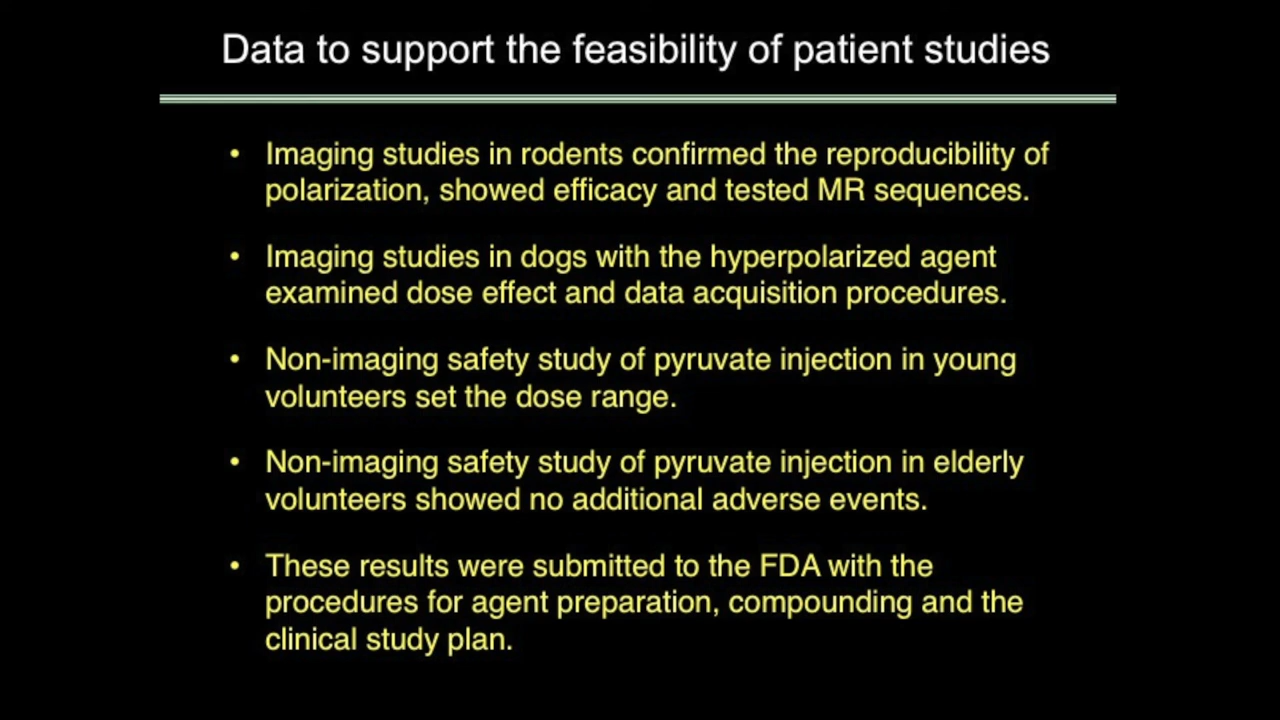 Data to support the feasibility of patient studies
• Imaging studies in rodents confirmed the reproducibility of
polarization, showed efficacy and tested MR sequences.
• Imaging studies in dogs with the hyperpolarized agent
examined dose effect and data acquisition procedures.
• Non-imaging safety study of pyruvate injection in young
volunteers set the dose range.
• Non-imaging safety study of pyruvate injection in elderly
volunteers showed no additional adverse events.
• These results were submitted to the FDA with the
procedures for agent preparation, compounding and the
clinical study plan.